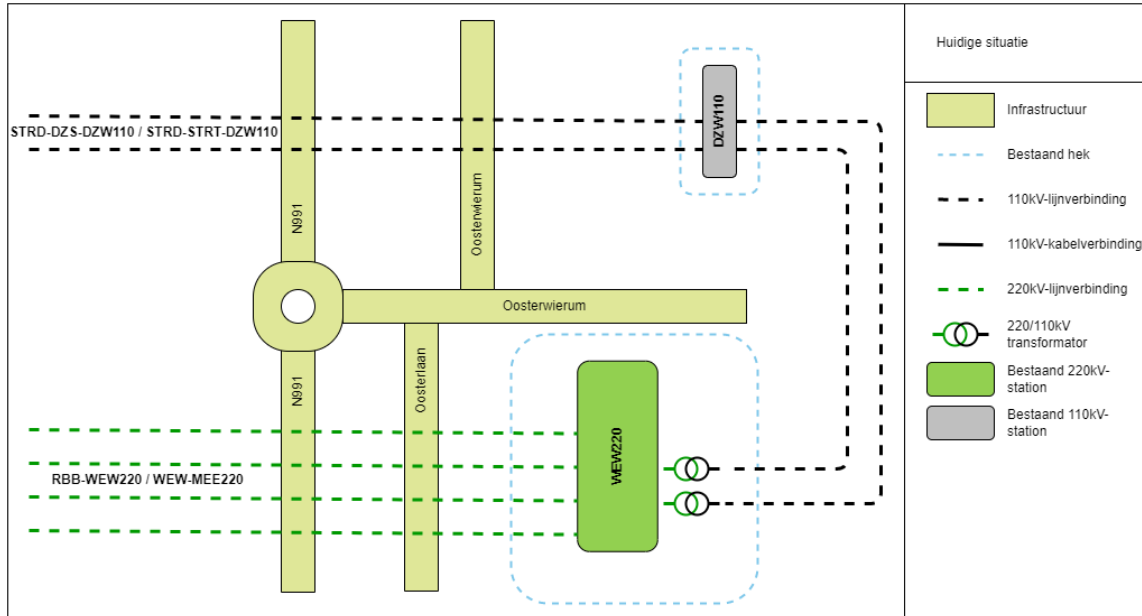 Huidige situatie
Infrastructuur
Bestaand hek
110kV-lijnverbinding
110kV-kabelverbinding
220kV-lijnverbinding
220/110kV
transformator
Bestaand 220kV-
station
Bestaand 110kV-
station
STRD-DZS-DZW110 / STRD-STRT-DZW110
DZW110
N991
Oosterwierum
Oosterwierum
N991
Oosterlaan
WEW220
RBB-WEW220 / WEW-MEE220